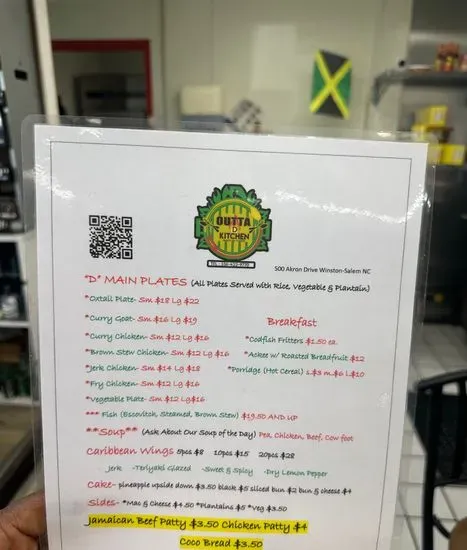 OUTTA
"D"
KITCHEN
500 Akron Drive Winston-Salem NC
"D" MAIN PLATES (All Plates Served with Rice, Vegetable & Plantain)
*Oxtail Plate- Sm $18 Lg $22
*Curry Goat- Sm $16 Lg $19
*Curry Chicken- Sm $12 Lg $16
*Brown Stew Chicken- Sm $12 Lg $16
*Jerk Chicken- Sm $14 Lg $18
*Fry Chicken- Sm $12 Lg $16
*Vegetable Plate- Sm $12 Lg$16
Breakfast
*Codfish Fritters $1.50 ea.
*Ackee w/ Roasted Breadfruit $12
*Porridge (Hot Cereal) s.$3 m.$6 L$10
*** Fish (Escovitch, Steamed, Brown Stew) $19.50 AND UP
**Soup** (Ask About Our Soup of the Day) Pea, Chicken, Beef, Cow foot
Caribbean Wings 5pcs $8 10pcs $15 20pcs $28
Jerk -Teriyaki Glazed -Sweet & Spicy -Dry Lemon Pepper
Cake- pineapple upside down $3.50 black $5 sliced bun $2 bun & cheese $4
Sides- *Mac & Cheese $4.50 *Plantains $5 *Veg $3.50
Jamaican Beef Patty $3.50 Chicken Patty $4
Coco Bread $3.50